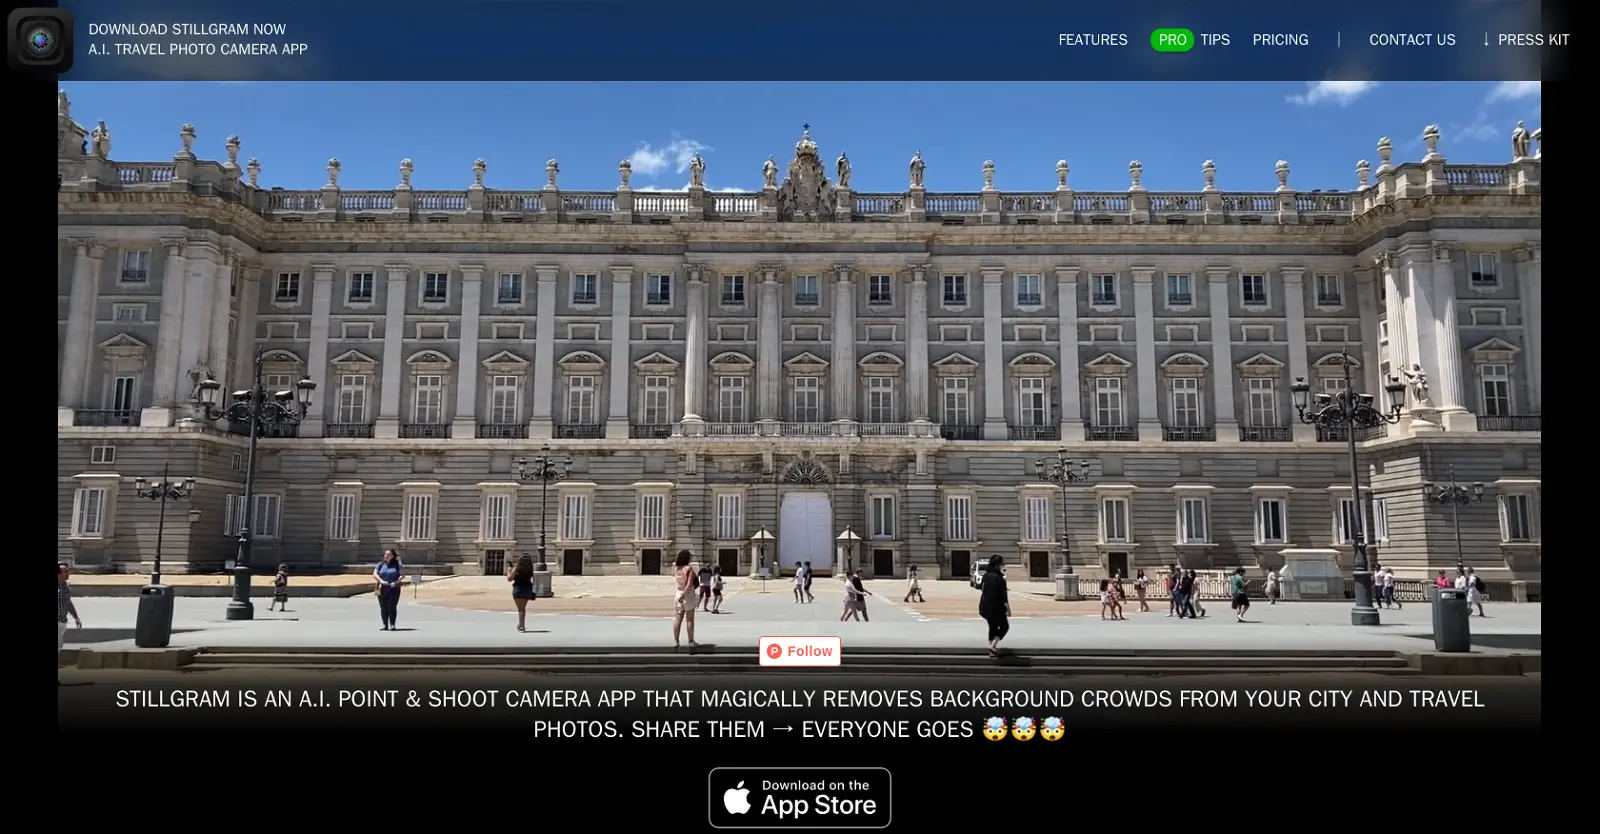 DOWNLOAD STILLGRAM NOW
A.I. TRAVEL PHOTO CAMERA APP
FEATURES PRO TIPS PRICING | CONTACT US ↓ PRESS KIT
Follow
STILLGRAM IS AN A.I. POINT & SHOOT CAMERA APP THAT MAGICALLY REMOVES BACKGROUND CROWDS FROM YOUR CITY AND TRAVEL
PHOTOS. SHARE THEM → EVERYONE GOES 🤯🤯🤯
Download on the
App Store